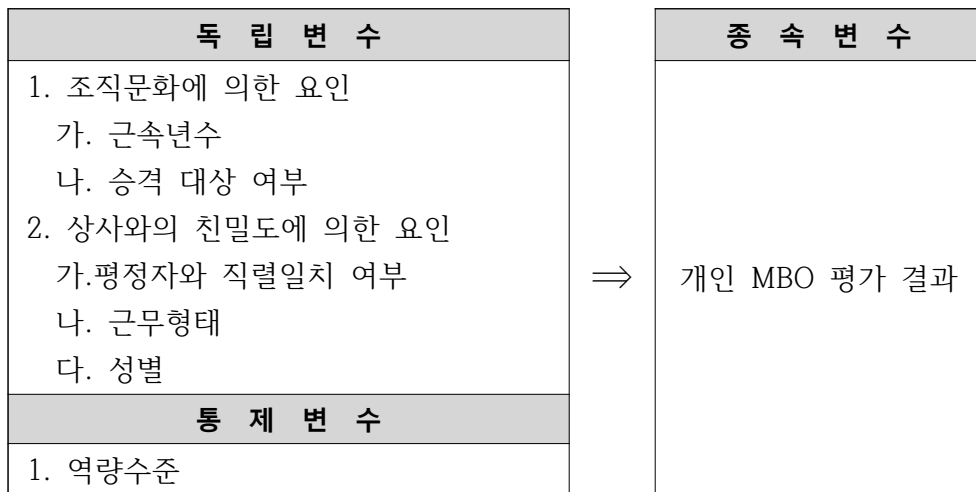 독 립 변 수
1. 조직문화에 의한 요인
가. 근속년수
나. 승격 대상 여부
2. 상사와의 친밀도에 의한 요인
가.평정자와 직렬일치 여부
나. 근무형태
다. 성별
통 제 변 수
1. 역량수준
⇒
종 속 변 수
개인 MBO 평가 결과